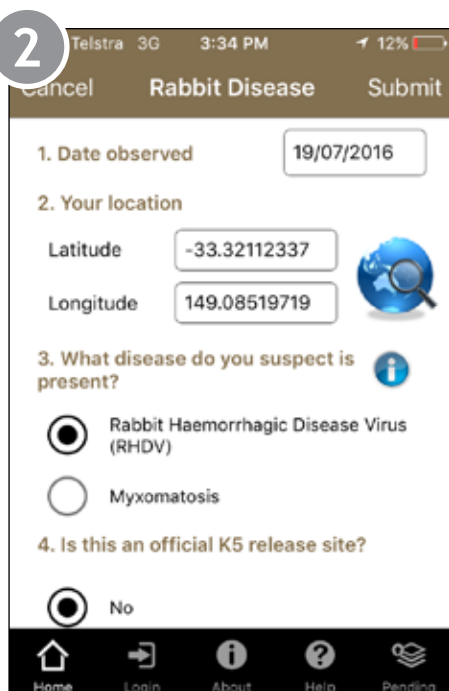 2
Telstra 3G 3:34 PM 12%
Cancel Rabbit Disease Submit
1. Date observed 19/07/2016
2. Your location
Latitude -33.32112337
Longitude 149.08519719
3. What disease do you suspect is
present?
Rabbit Haemorrhagic Disease Virus
(RHDV)
Myxomatosis
4. Is this an official K5 release site?
No
Home Login About Help Pending